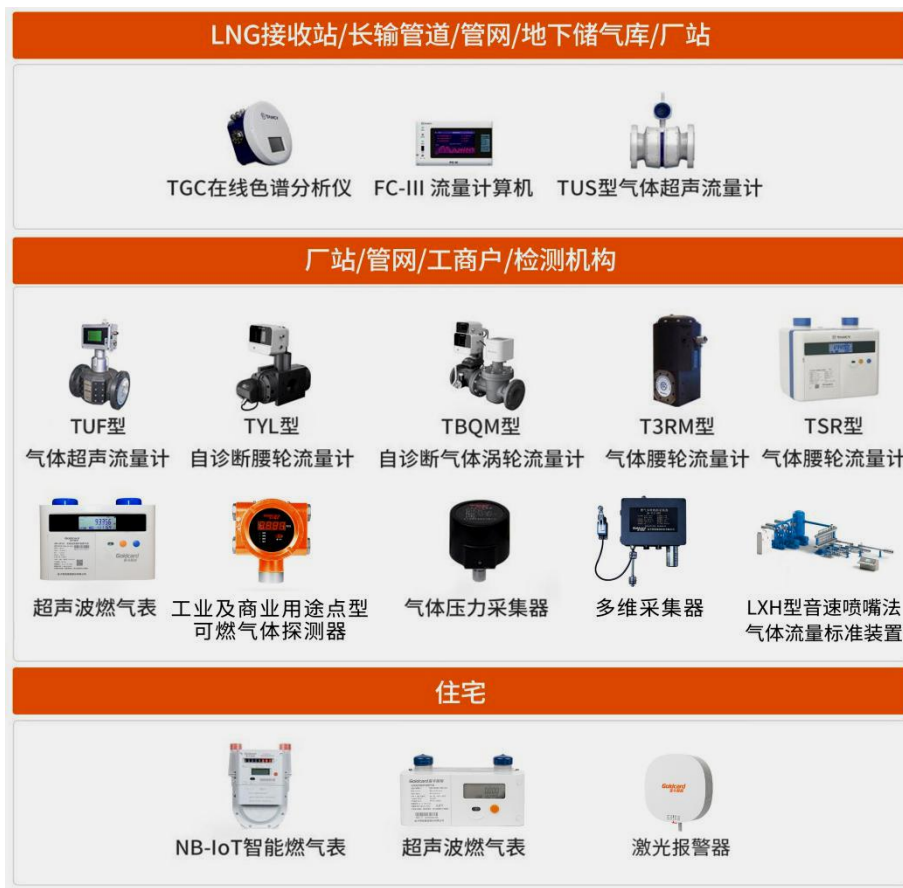 LNG接收站/长输管道/管网/地下储气库/厂站
TGC在线色谱分析仪
FC-III 流量计算机
TUS型气体超声流量计
厂站/管网/工商户/检测机构
TUF型
气体超声流量计
TYL型
自诊断腰轮流量计
TBQM型
自诊断气体涡轮流量计
T3RM型
气体腰轮流量计
TSR型
气体腰轮流量计
Goldcard
超声波燃气表
工业及商业用途点型
可燃气体探测器
气体压力采集器
多维采集器
LXH型音速喷嘴法
气体流量标准装置
住宅
NB-IoT智能燃气表
Goldcard
超声波燃气表
Goldcard
激光报警器